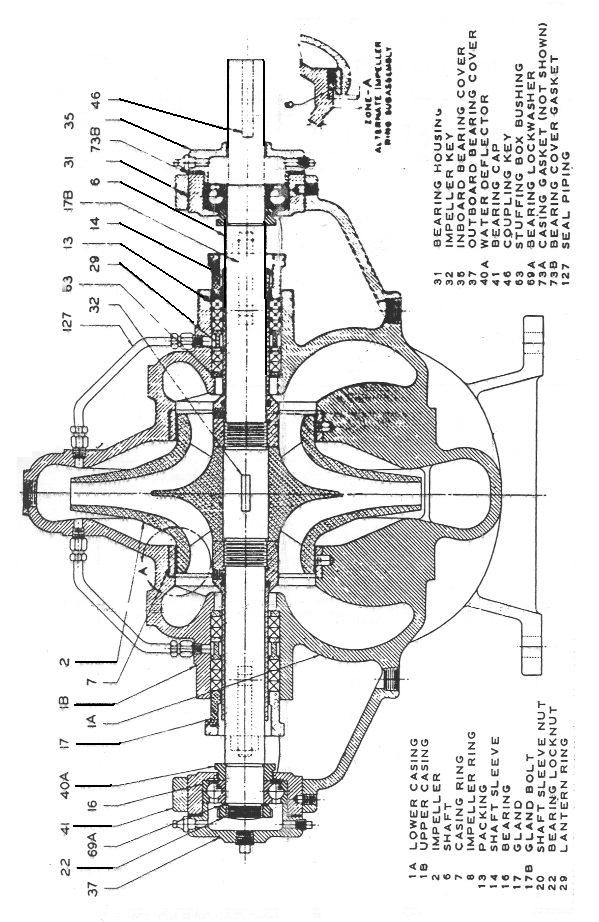 37
22
69A
41
16
40A
17
1A
1B
7
2
127
32
63
29
13
14
17B
6
31
73B
35
46
A
8
ZONE-A
ALTERNATE IMPELLER
RING SUBASSEMBLY
1A LOWER CASING
1B UPPER CASING
2 IMPELLER
6 SHAFT
7 CASING RING
8 IMPELLER RING
13 PACKING
14 SHAFT SLEEVE
16 BEARING
17 GLAND
17B GLAND BOLT
20 SHAFT SLEEVE NUT
22 BEARING LOCKNUT
29 LANTERN RING
31 BEARING HOUSING
32 IMPELLER KEY
35 INBOARD BEARING COVER
37 OUTBOARD BEARING COVER
40A WATER DEFLECTOR
41 BEARING CAP
46 COUPLING KEY
63 STUFFING BOX BUSHING
69A BEARING LOCKWASHER
73A CASING GASKET (NOT SHOWN)
73B BEARING COVER GASKET
127 SEAL PIPING